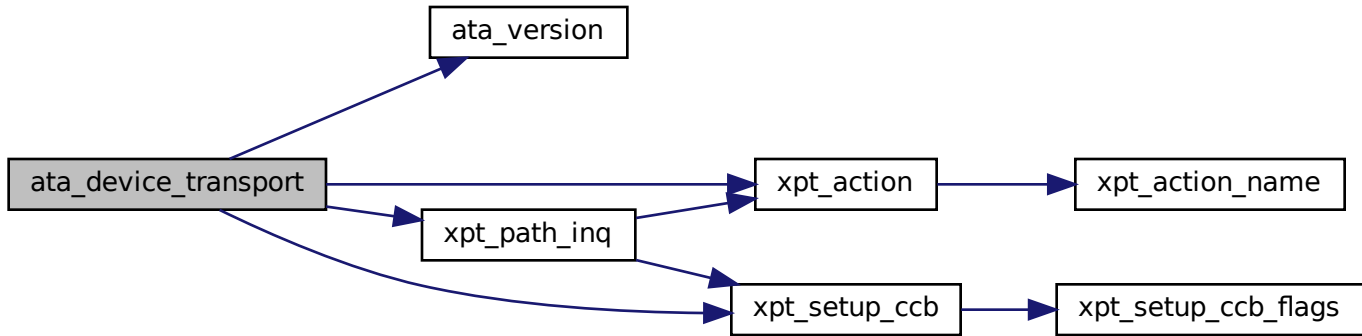 ata_version
ata_device_transport
xpt_action
xpt_action_name
xpt_path_inq
xpt_setup_ccb
xpt_setup_ccb_flags